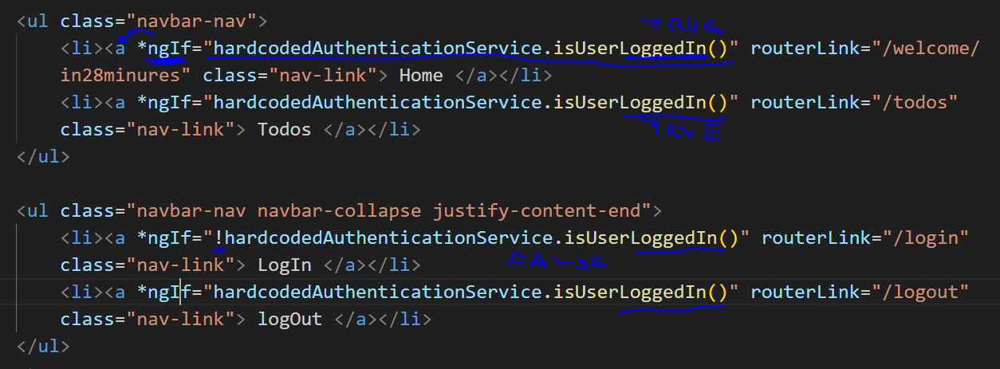 <ul class="navbar-nav">
TRUE
<li><a *ngIf="hardcodedAuthenticationService.isUserLoggedIn()" routerLink="/welcome/
in28minures" class="nav-link"> Home </a></li>
<li><a *ngIf="hardcodedAuthenticationService.isUserLoggedIn()" routerLink="/todos"
class="nav-link"> Todos </a></li>
TRUE
</ul>
<ul class="navbar-nav navbar-collapse justify-content-end">
<li><a *ngIf="!hardcodedAuthenticationService.isUserLoggedIn()" routerLink="/login"
class="nav-link"> LogIn </a></li>
FALSE
<li><a *ngIf="hardcodedAuthenticationService.isUserLoggedIn()" routerLink="/logout"
class="nav-link"> logOut </a></li>
</ul>